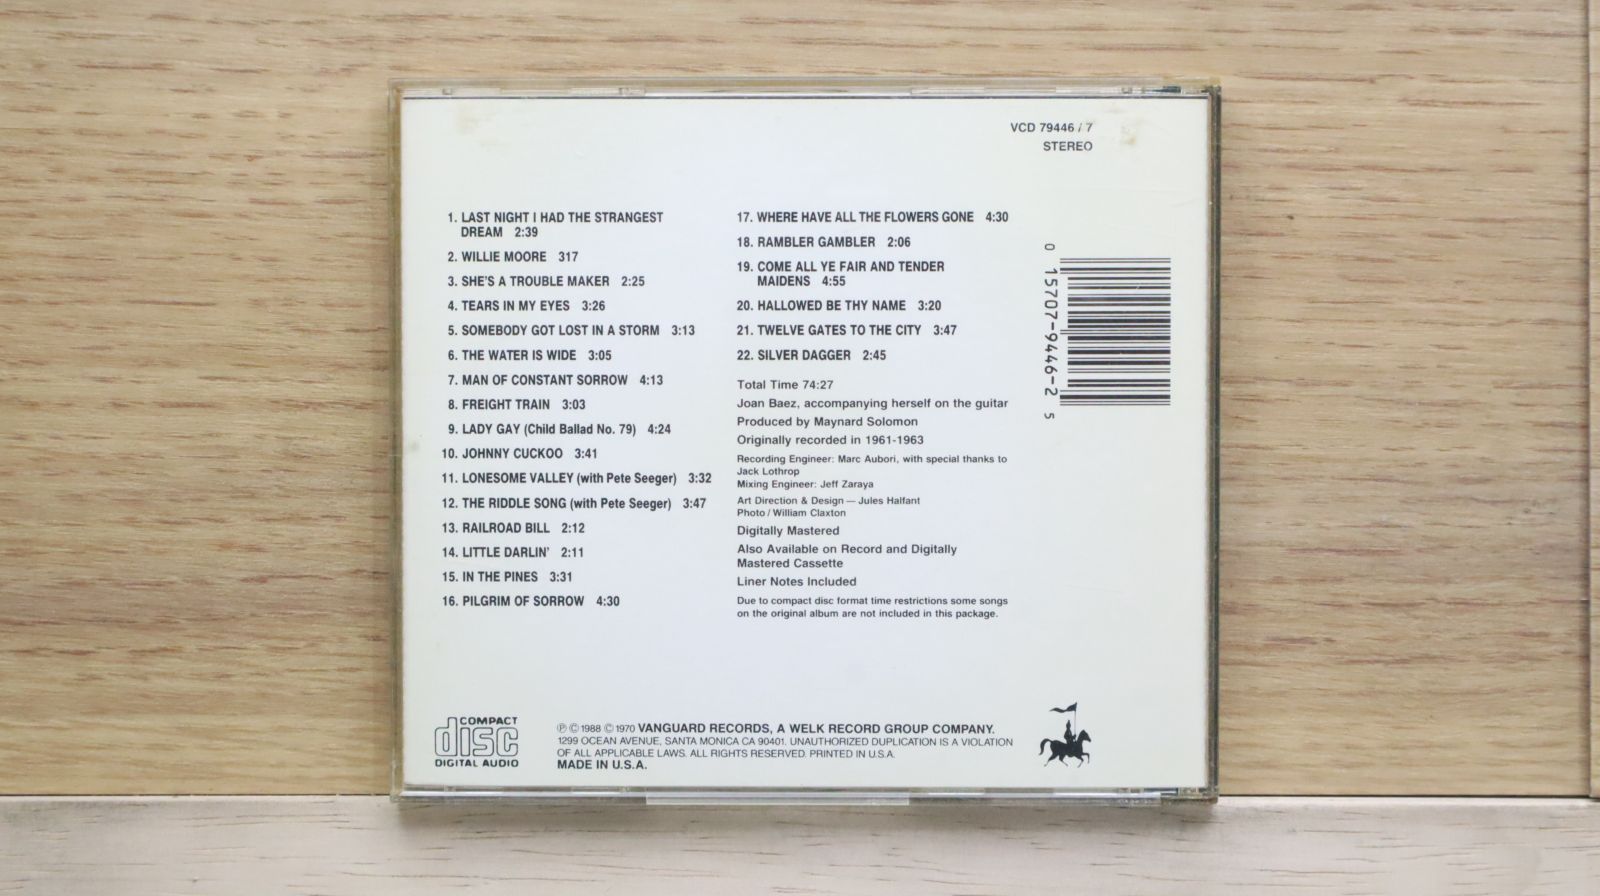 VCD 79446 / 7
STEREO
1. LAST NIGHT I HAD THE STRANGEST
DREAM 2:39
2. WILLIE MOORE 317
3. SHE'S A TROUBLE MAKER 2:25
4. TEARS IN MY EYES 3:26
5. SOMEBODY GOT LOST IN A STORM 3:13
6. THE WATER IS WIDE 3:05
7. MAN OF CONSTANT SORROW 4:13
8. FREIGHT TRAIN 3:03
9. LADY GAY (Child Ballad No. 79) 4:24
10. JOHNNY CUCKOO 3:41
11. LONESOME VALLEY (with Pete Seeger) 3:32
12. THE RIDDLE SONG (with Pete Seeger) 3:47
13. RAILROAD BILL 2:12
14. LITTLE DARLIN' 2:11
15. IN THE PINES 3:31
16. PILGRIM OF SORROW 4:30
17. WHERE HAVE ALL THE FLOWERS GONE 4:30
18. RAMBLER GAMBLER 2:06
19. COME ALL YE FAIR AND TENDER
MAIDENS 4:55
20. HALLOWED BE THY NAME 3:20
21. TWELVE GATES TO THE CITY 3:47
22. SILVER DAGGER 2:45
Total Time 74:27
Joan Baez, accompanying herself on the guitar
Produced by Maynard Solomon
Originally recorded in 1961-1963
Recording Engineer: Marc Aubori, with special thanks to
Jack Lothrop
Mixing Engineer: Jeff Zaraya
Art Direction & Design — Jules Halfant
Photo / William Claxton
Digitally Mastered
Also Available on Record and Digitally
Mastered Cassette
Liner Notes Included
Due to compact disc format time restrictions some songs
on the original album are not included in this package.
0 15707-9446-2 5
COMPACT
disc
DIGITAL AUDIO
℗ © 1988 © 1970 VANGUARD RECORDS, A WELK RECORD GROUP COMPANY.
1299 OCEAN AVENUE, SANTA MONICA CA 90401. UNAUTHORIZED DUPLICATION IS A VIOLATION
OF ALL APPLICABLE LAWS. ALL RIGHTS RESERVED. PRINTED IN U.S.A.
MADE IN U.S.A.